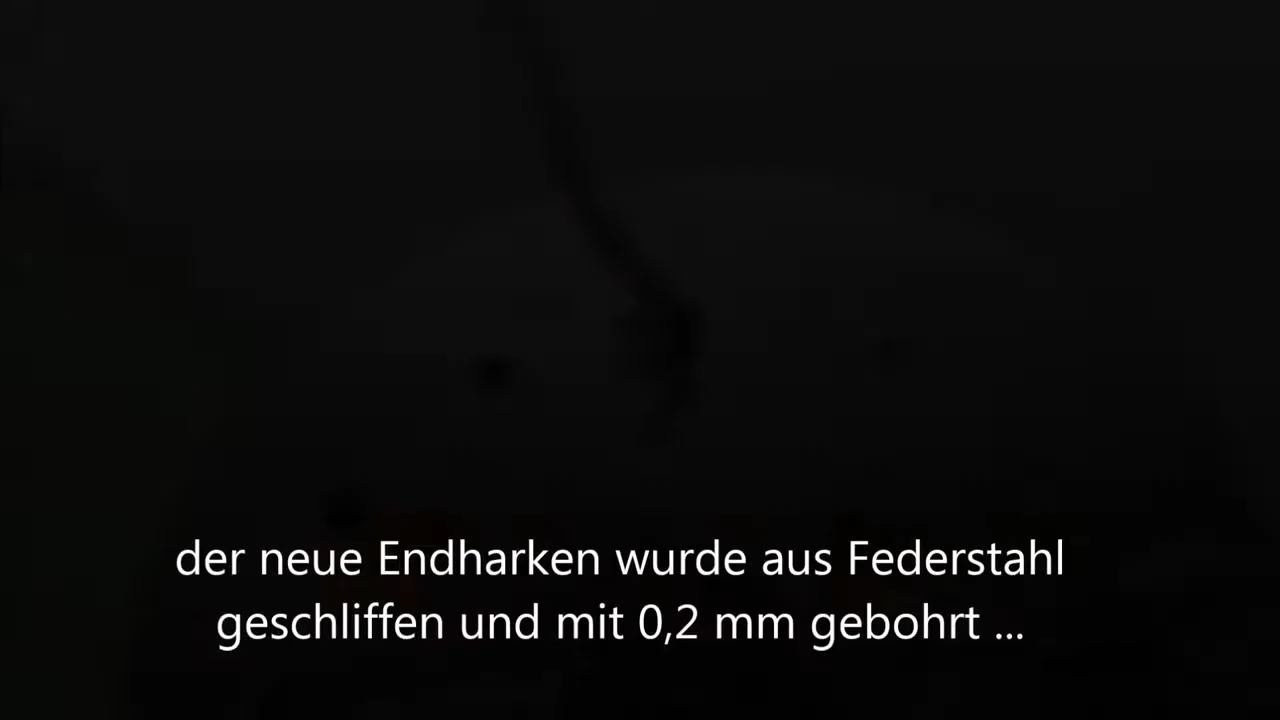 der neue Endharken wurde aus Federstahl
geschliffen und mit 0,2 mm gebohrt ...